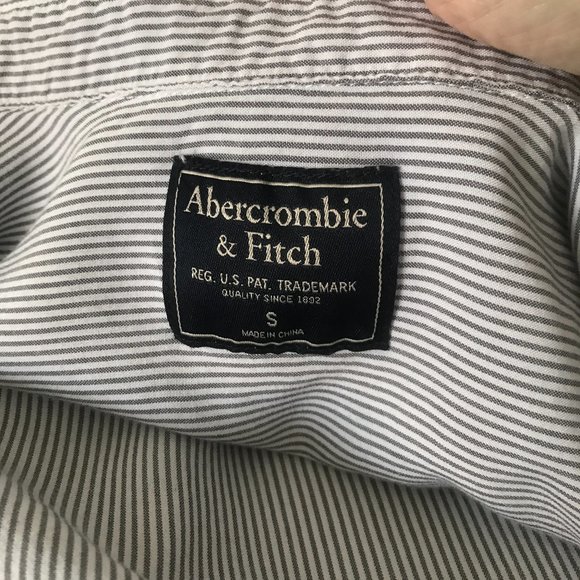 Abercrombie
& Fitch
REG. U.S. PAT. TRADEMARK
QUALITY SINCE 1892
S
MADE IN CHINA